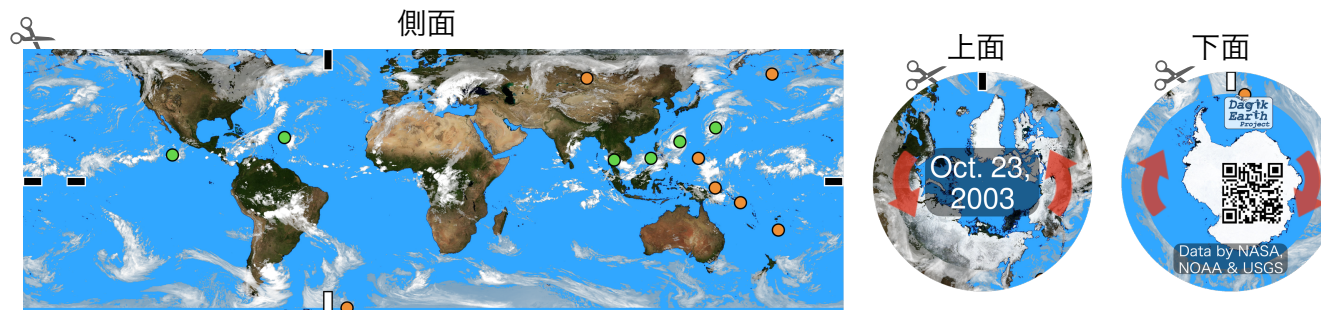 側面
上面
下面
Oct. 23,
2003
Dagik
Earth
Project
Data by NASA,
NOAA & USGS